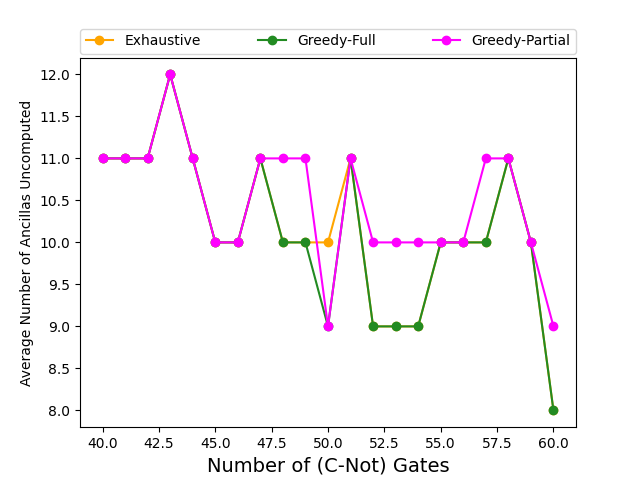 Exhaustive Greedy-Full Greedy-Partial
12.0
11.5
11.0
10.5
10.0
9.5
9.0
8.5
8.0
Average Number of Ancillas Uncomputed
40.0 42.5 45.0 47.5 50.0 52.5 55.0 57.5 60.0
Number of (C-Not) Gates